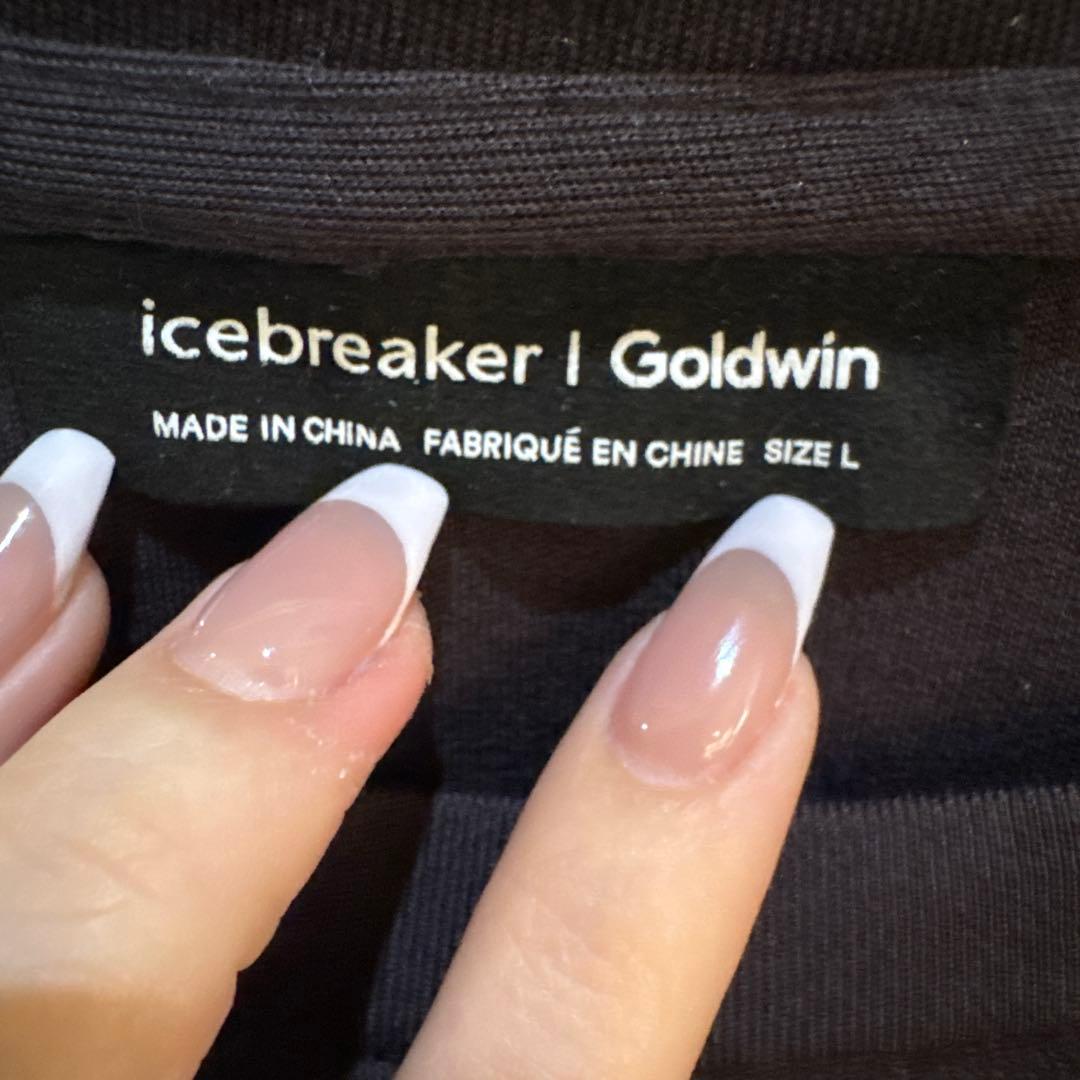 icebreaker | Goldwin
MADE IN CHINA FABRIQUÉ EN CHINE SIZE L